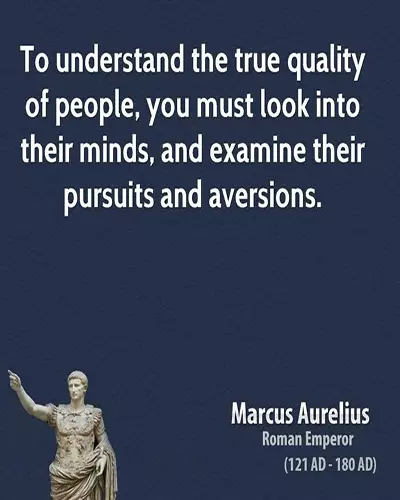 To understand the true quality
of people, you must look into
their minds, and examine their
pursuits and aversions.
Marcus Aurelius
Roman Emperor
(121 AD - 180 AD)